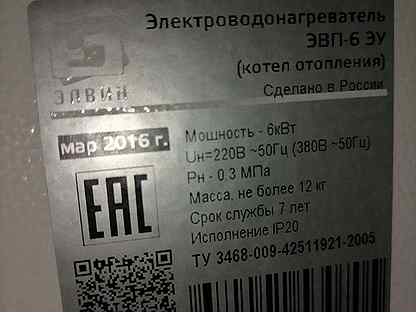 Электроводонагреватель
ЭВП-6 ЭУ
(котел отопления)
Сделано в России
ЭЛВИН
мар 2016 г.
Мощность - 6кВт
Uн=220В ~50Гц (380В ~50Гц)
Рн - 0,3 МПа
Масса, не более 12 кг
Срок службы 7 лет
Исполнение IP20
ТУ 3468-009-42511921-2005
EAC